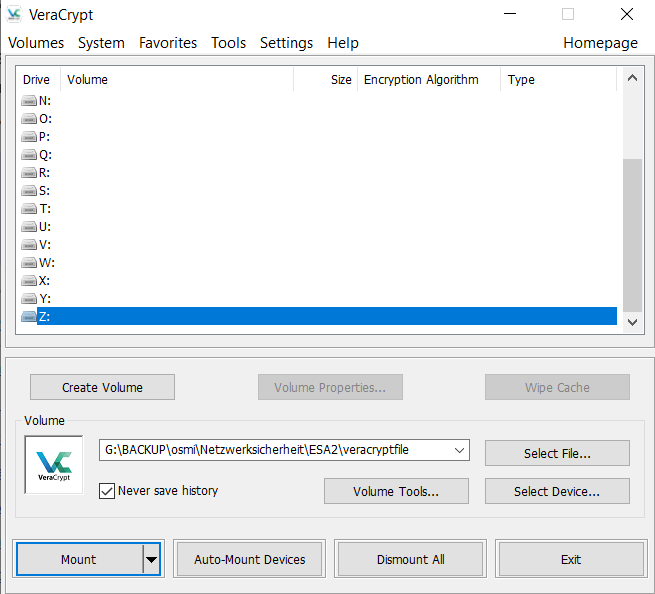 VeraCrypt
Volumes System Favorites Tools Settings Help Homepage
Drive Volume Size Encryption Algorithm Type
N:
O:
P:
Q:
R:
S:
T:
U:
V:
W:
X:
Y:
Z:
Create Volume Volume Properties... Wipe Cache
Volume
G:\BACKUP\osmi\Netzwerksicherheit\ESA2\veracryptfile Select File...
VeraCrypt
Never save history Volume Tools... Select Device...
Mount Auto-Mount Devices Dismount All Exit